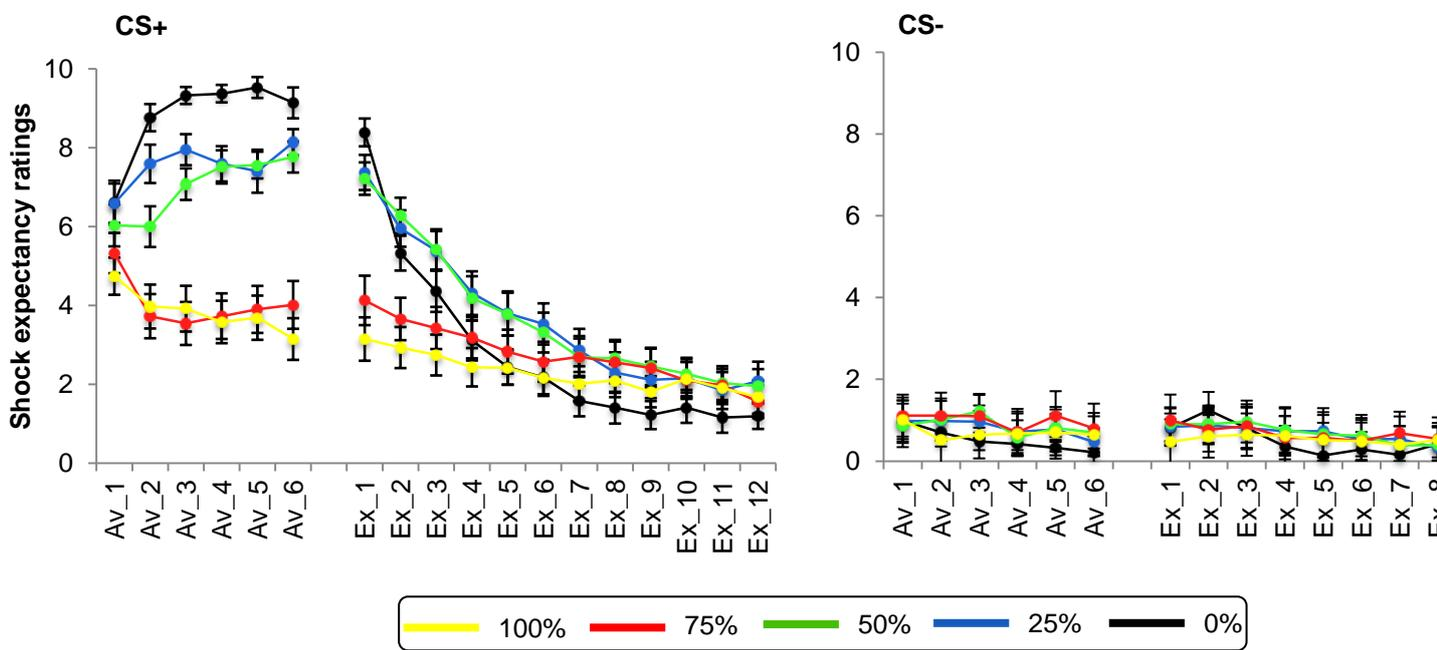 CS+
CS-
Shock expectancy ratings
10
8
6
4
2
0
Av_1
Av_2
Av_3
Av_4
Av_5
Av_6
Ex_1
Ex_2
Ex_3
Ex_4
Ex_5
Ex_6
Ex_7
Ex_8
Ex_9
Ex_10
Ex_11
Ex_12
10
8
6
4
2
0
Av_1
Av_2
Av_3
Av_4
Av_5
Av_6
Ex_1
Ex_2
Ex_3
Ex_4
Ex_5
Ex_6
Ex_7
Ex_8
100% 75% 50% 25% 0%